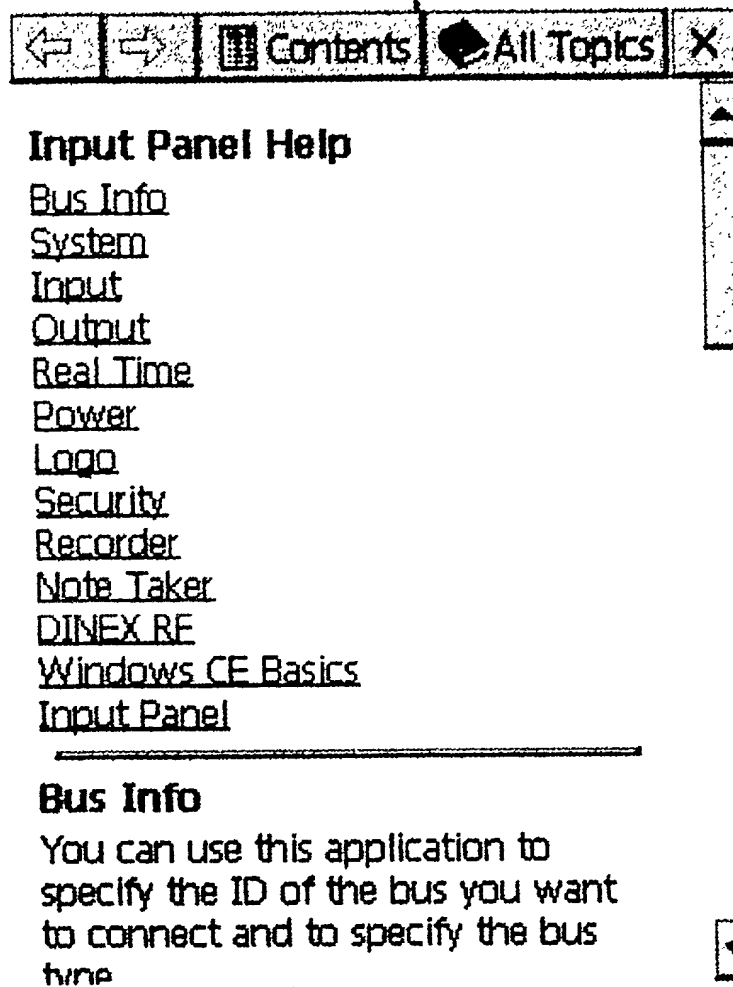 Contents All Topics X
Input Panel Help
Bus Info
System
Input
Output
Real Time
Power
Logo
Security
Recorder
Note Taker
DINEX RE
Windows CE Basics
Input Panel
Bus Info
You can use this application to
specify the ID of the bus you want
to connect and to specify the bus
type